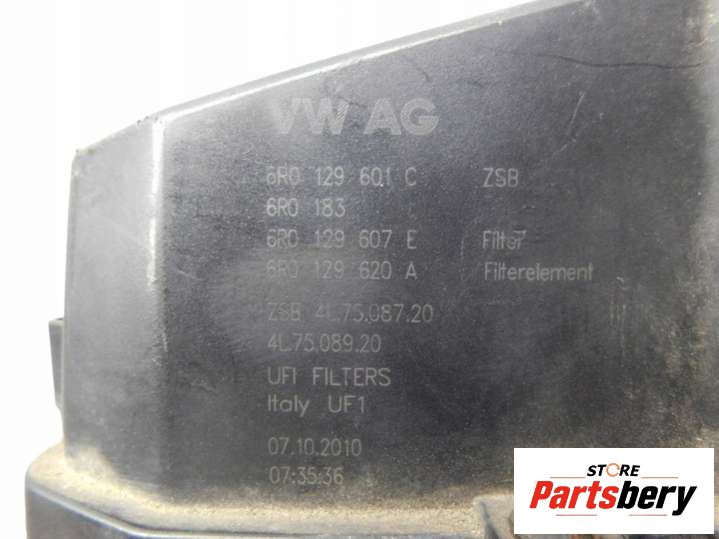 VW AG
6R0 129 601 C ZSB
6R0 183
6R0 129 607 E Filter
6R0 129 620 A Filterelement
ZSB 4L.75.087.20
4L.75.089.20
UFI FILTERS
Italy UF1
07.10.2010
07:35:36
STORE
Partsbery